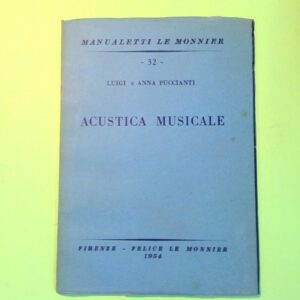 MANUALETTI LE MONNIER
- 32 -
LUIGI e ANNA PUCCIANTI
ACUSTICA MUSICALE
FIRENZE - FELICE LE MONNIER
1954